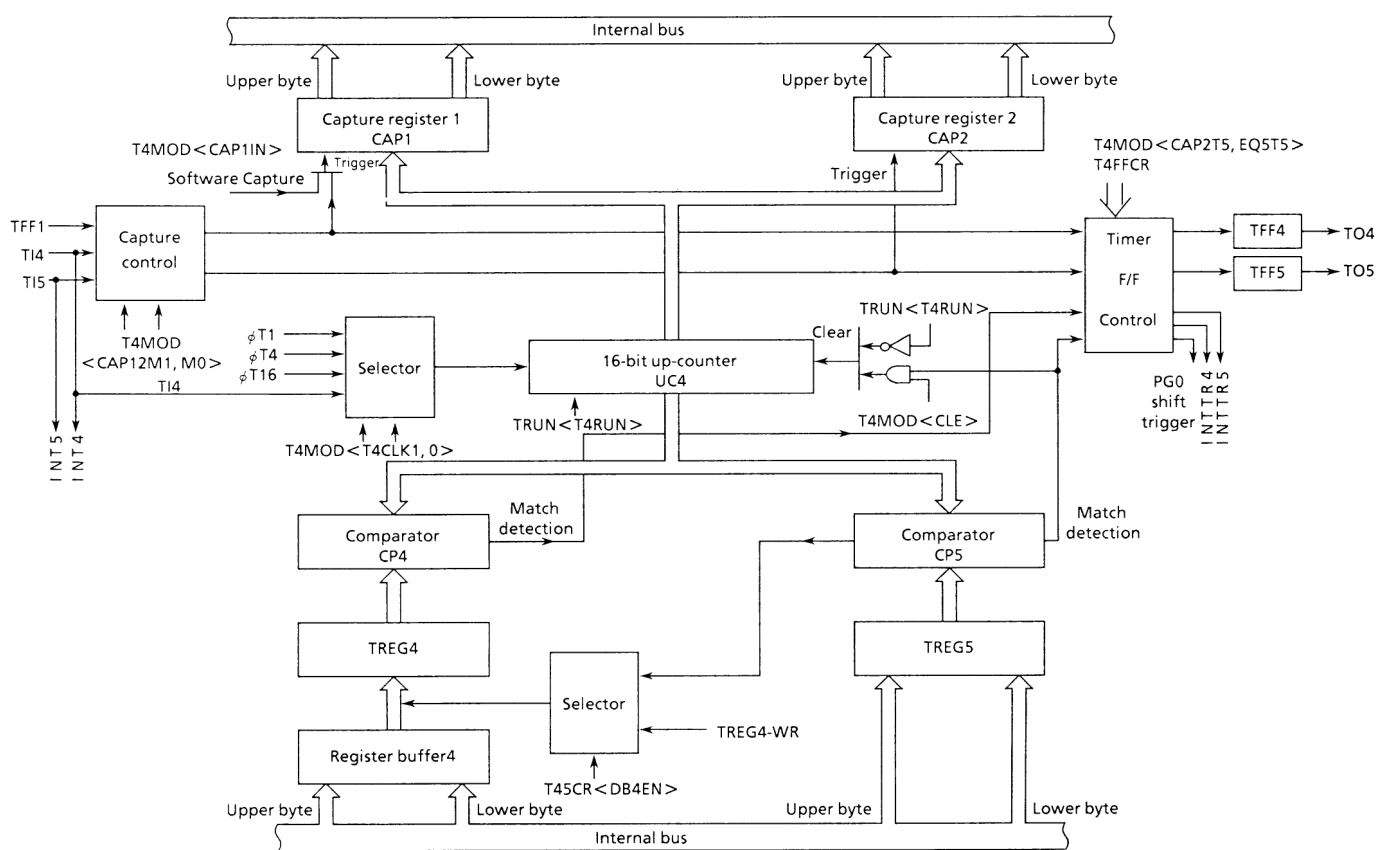 Internal bus
Upper byte
Lower byte
Upper byte
Lower byte
Capture register 1
CAP1
Capture register 2
CAP2
T4MOD<CAP1IN>
Trigger
Software Capture
Trigger
T4MOD<CAP2T5, EQ5T5>
T4FFCR
TFF1
TI4
TI5
Capture
control
Timer
F/F
Control
TFF4
TO4
TFF5
TO5
T4MOD
<CAP12M1, M0>
TI4
φT1
φT4
φT16
Selector
16-bit up-counter
UC4
Clear
TRUN<T4RUN>
TRUN<T4RUN>
T4MOD<CLE>
T4MOD<T4CLK1, 0>
PG0
shift
trigger
INTTR4
INTTR5
INT5
INT4
Match
detection
Comparator
CP4
Comparator
CP5
Match
detection
TREG4
TREG5
Selector
TREG4-WR
Register buffer4
T45CR<DB4EN>
Upper byte
Lower byte
Upper byte
Lower byte
Internal bus